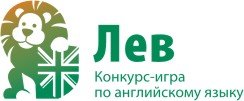 Лев
Конкурс-игра
по английскому языку